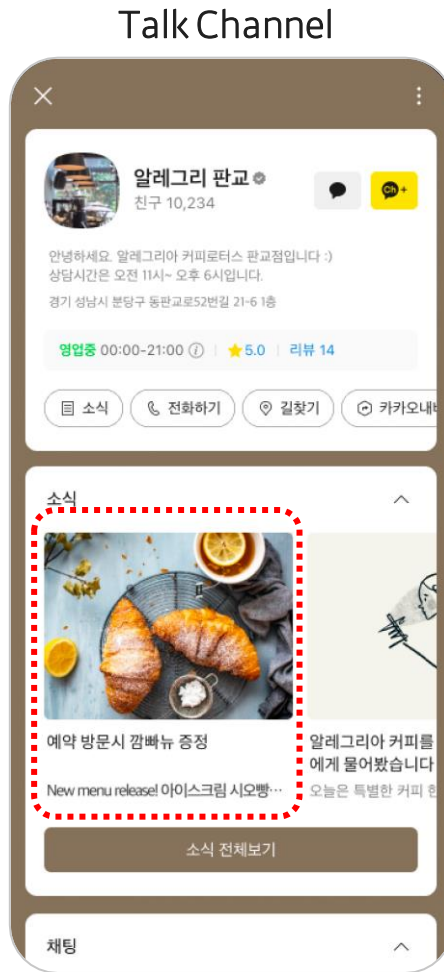 Talk Channel
알레그리 판교
친구 10,234
Ch+
안녕하세요. 알레그리아 커피로터스 판교점입니다 :)
상담시간은 오전 11시~ 오후 6시입니다.
경기 성남시 분당구 동판교로52번길 21-6 1층
영업중 00:00-21:00 5.0 리뷰 14
소식 전화하기 길찾기 카카오내비
소식
예약 방문시 깜빠뉴 증정
New menu release! 아이스크림 시오빵…
알레그리아 커피를
에게 물어봤습니다
오늘은 특별한 커피 한
소식 전체보기
채팅